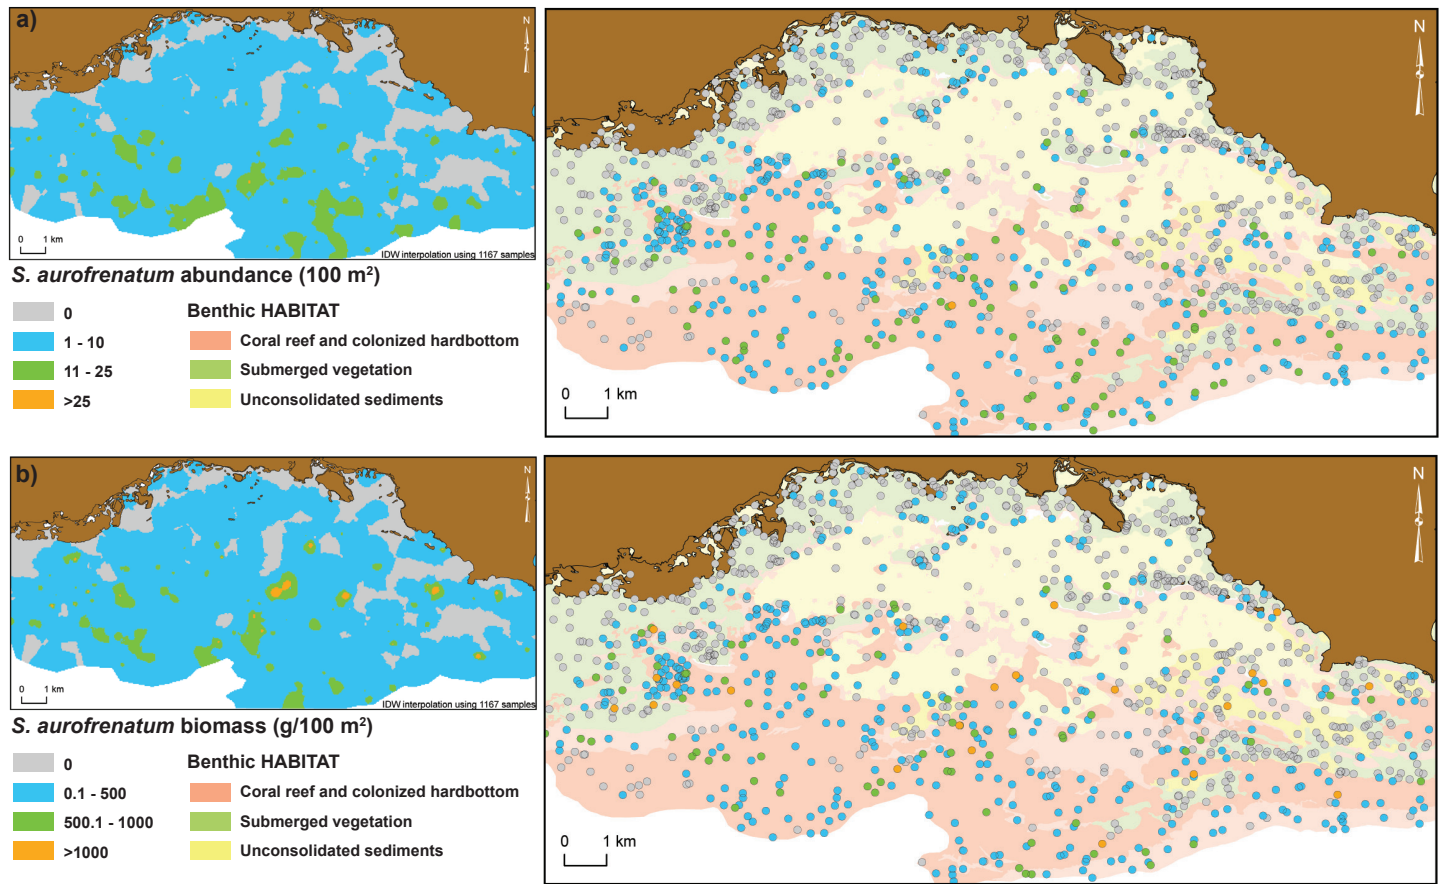 a)
N
0 1 km
IDW interpolation using 1167 samples
N
0 1 km
S. aurofrenatum abundance (100 m²)
0
Benthic HABITAT
1 - 10
Coral reef and colonized hardbottom
11 - 25
Submerged vegetation
>25
Unconsolidated sediments
b)
N
0 1 km
IDW interpolation using 1167 samples
N
0 1 km
S. aurofrenatum biomass (g/100 m²)
0
Benthic HABITAT
0.1 - 500
Coral reef and colonized hardbottom
500.1 - 1000
Submerged vegetation
>1000
Unconsolidated sediments